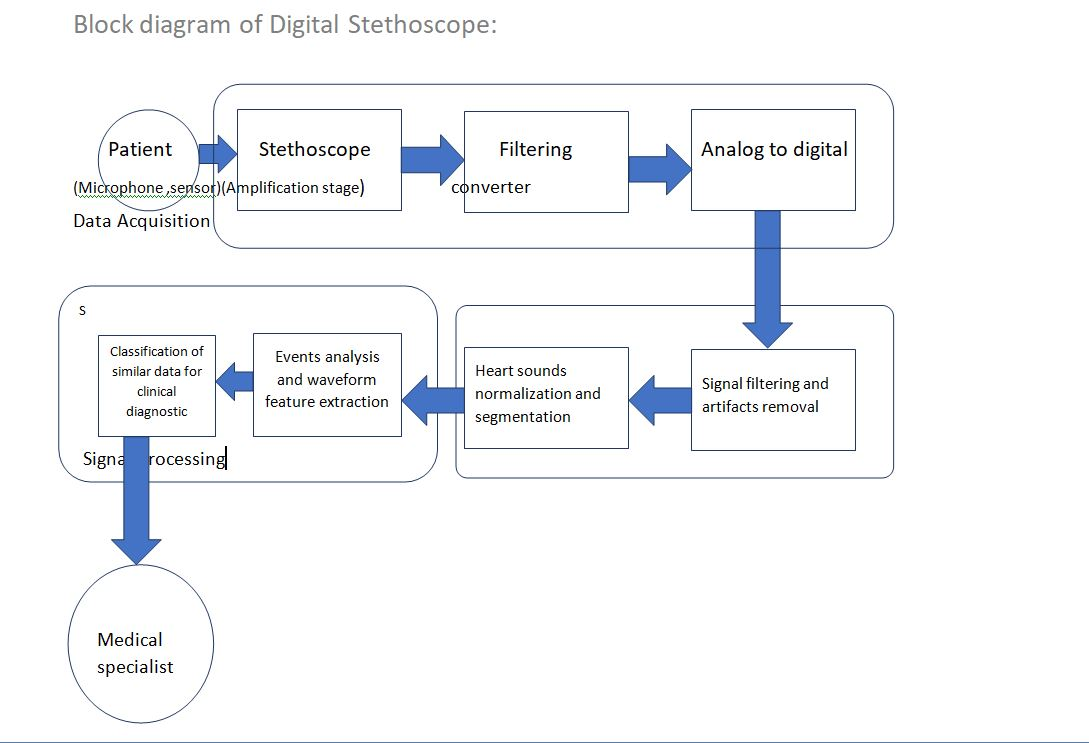 Block diagram of Digital Stethoscope:
Patient Stethoscope Filtering Analog to digital
(Microphone ,sensor)(Amplification stage) converter
Data Acquisition
s
Classification of
similar data for
clinical
diagnostic
Events analysis
and waveform
feature extraction
Heart sounds
normalization and
segmentation
Signal filtering and
artifacts removal
Signa rocessing
Medical
specialist